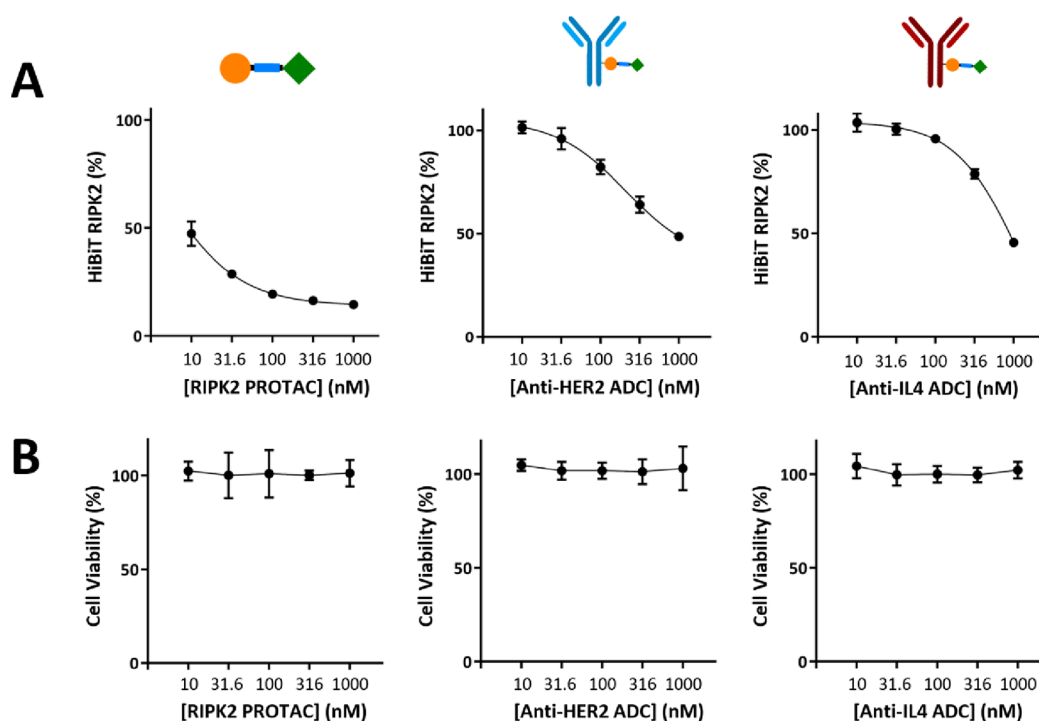 A
100
50
0
HiBiT RIPK2 (%)
10 31.6 100 316 1000
[RIPK2 PROTAC] (nM)
100
50
0
HiBiT RIPK2 (%)
10 31.6 100 316 1000
[Anti-HER2 ADC] (nM)
100
50
0
HiBiT RIPK2 (%)
10 31.6 100 316 1000
[Anti-IL4 ADC] (nM)
B
100
50
0
Cell Viability (%)
10 31.6 100 316 1000
[RIPK2 PROTAC] (nM)
100
50
0
Cell Viability (%)
10 31.6 100 316 1000
[Anti-HER2 ADC] (nM)
100
50
0
Cell Viability (%)
10 31.6 100 316 1000
[Anti-IL4 ADC] (nM)